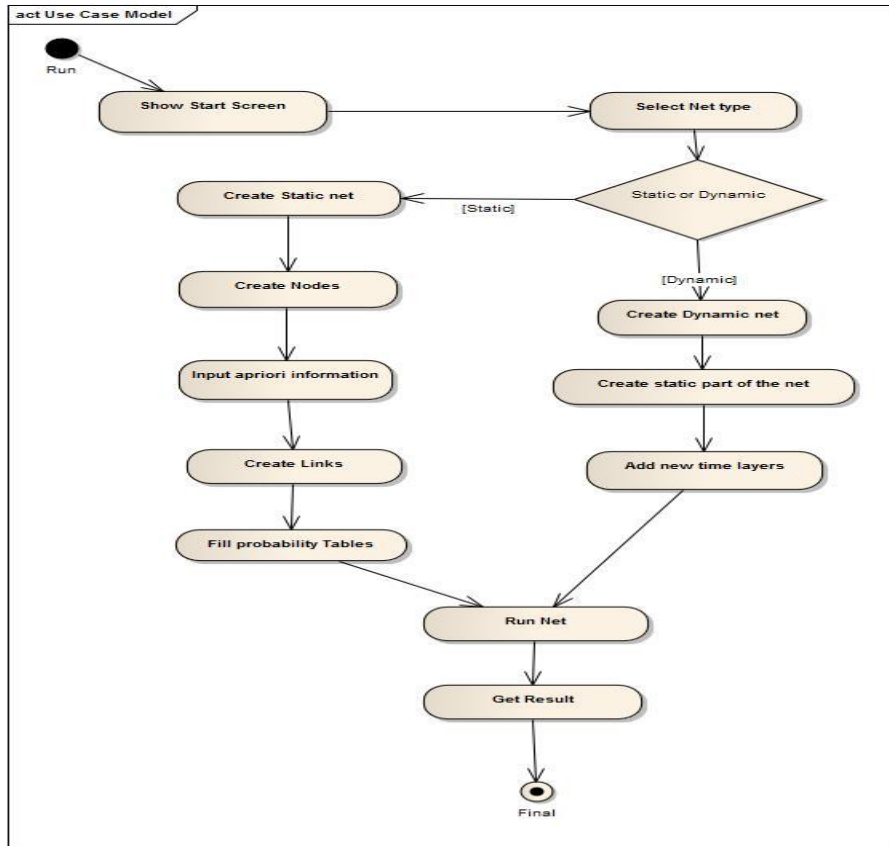 act Use Case Model
Run
Show Start Screen
Select Net type
Static or Dynamic
[Static]
[Dynamic]
Create Static net
Create Nodes
Input apriori information
Create Links
Fill probability Tables
Create Dynamic net
Create static part of the net
Add new time layers
Run Net
Get Result
Final